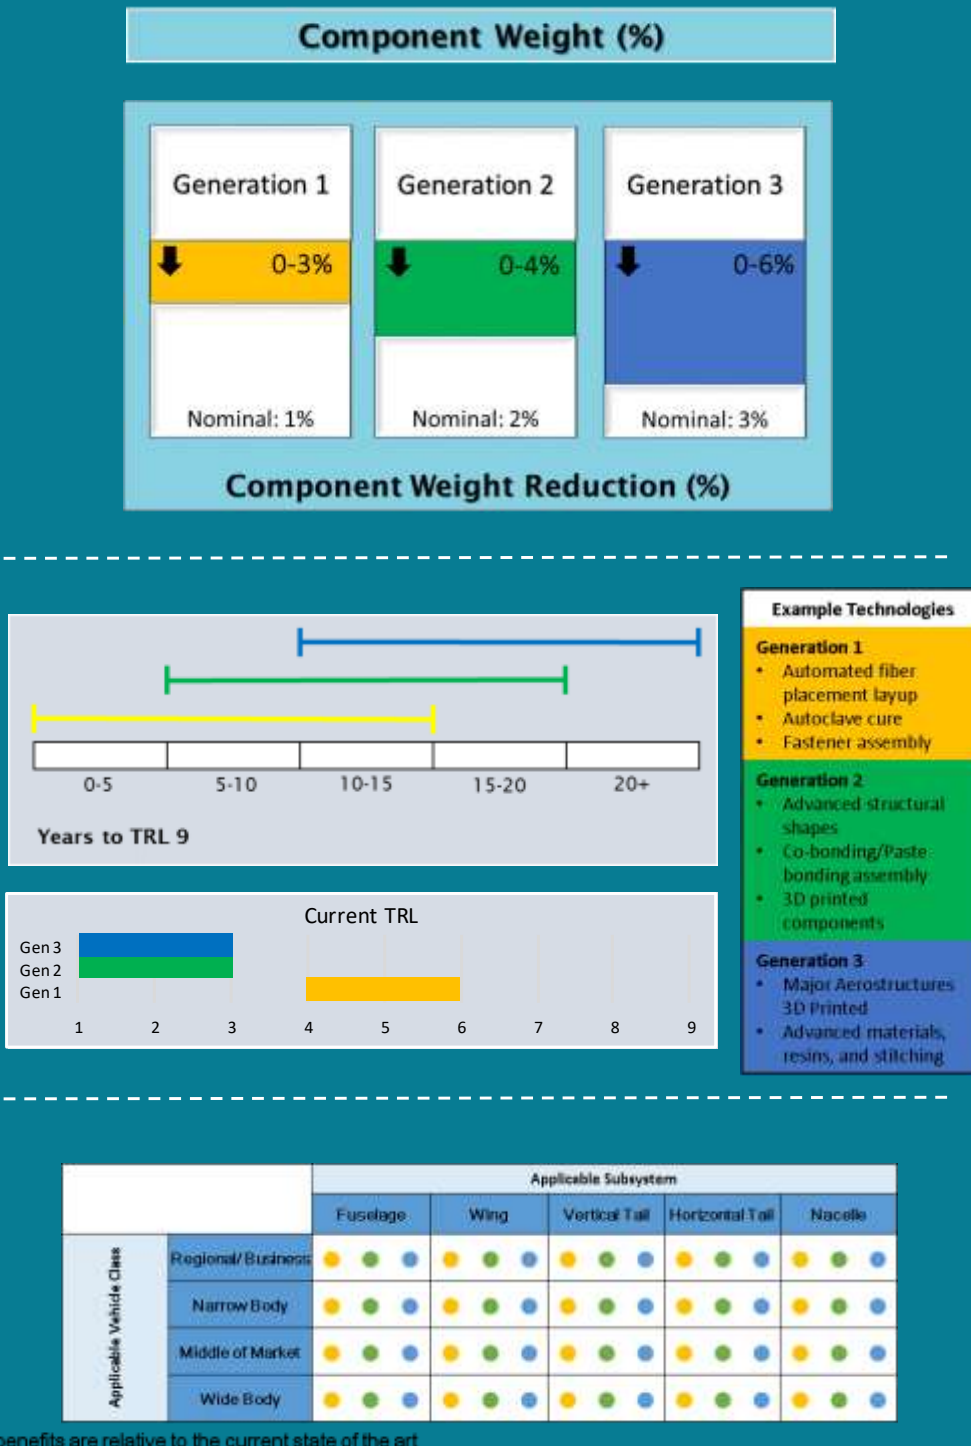 Component Weight (%)
Generation 1
Generation 2
Generation 3
0-3%
0-4%
0-6%
Nominal: 1%
Nominal: 2%
Nominal: 3%
Component Weight Reduction (%)
0-5
5-10
10-15
15-20
20+
Years to TRL 9
Example Technologies
Generation 1
• Automated fiber
placement layup
• Autoclave cure
• Fastener assembly
Generation 2
• Advanced structural
shapes
• Co-bonding/Paste
bonding assembly
• 3D printed
components
Generation 3
• Major Aerostructures
3D Printed
• Advanced materials,
resins, and stitching
Current TRL
Gen 3
Gen 2
Gen 1
1 2 3 4 5 6 7 8 9
Applicable Subsystem
Fuselage Wing Vertical Tail Horizontal Tail Nacelle
Applicable Vehicle Class
Regional/ Business
Narrow Body
Middle of Market
Wide Body
benefits are relative to the current state of the art